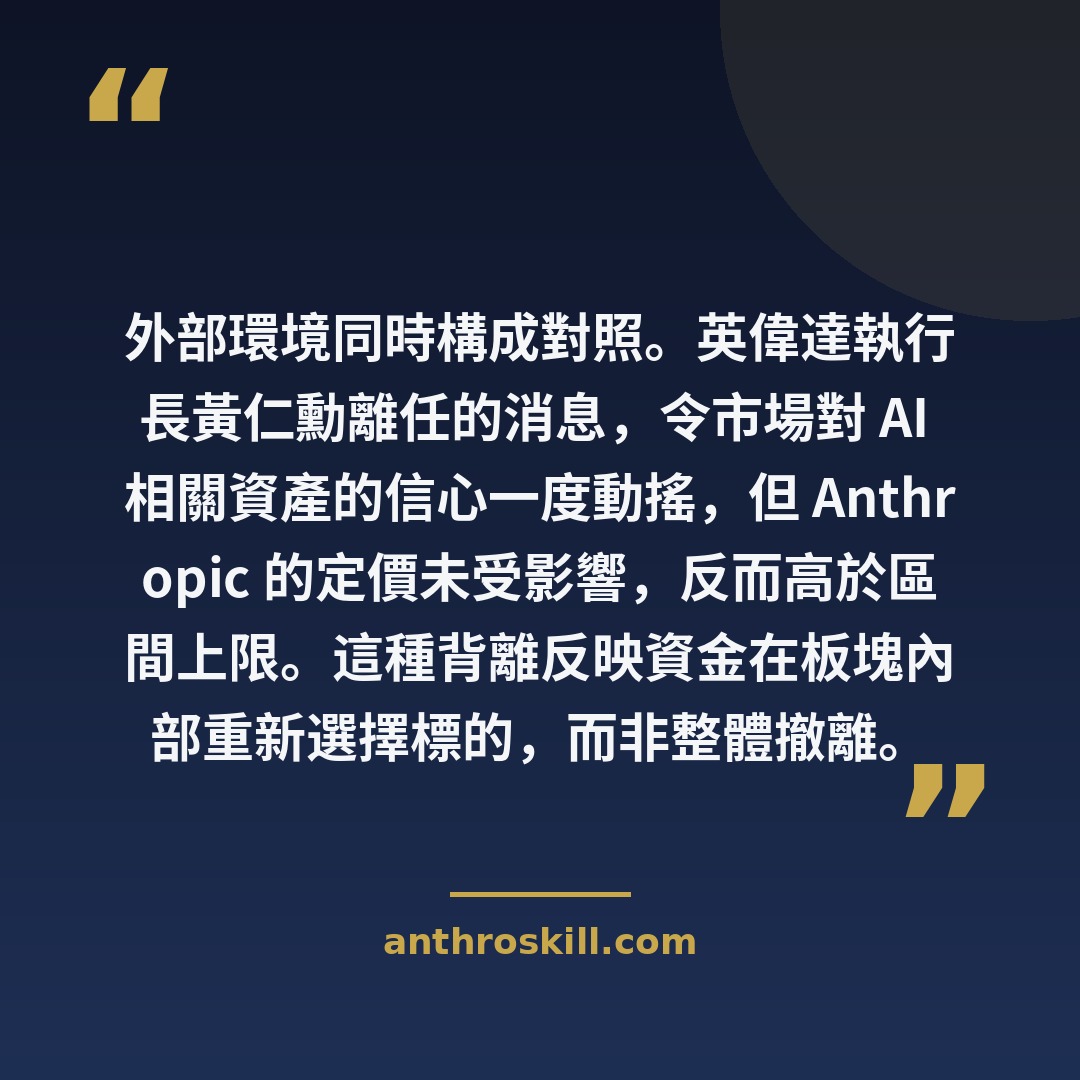 “
外部環境同時構成對照。英偉達執行
長黃仁勳離任的消息，令市場對 AI
相關資產的信心一度動搖，但 Anthr
opic 的定價未受影響，反而高於區
間上限。這種背離反映資金在板塊內
部重新選擇標的，而非整體撤離。
”
anthroskill.com